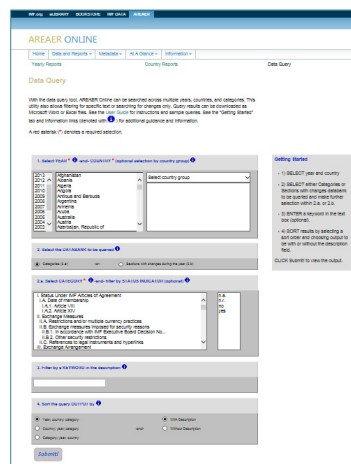 IMF.org eLIBRARY BOOKSTORE IMF DATA AREAER
AREAER ONLINE
Home Data and Reports Metadata At A Glance Information
Yearly Reports Country Reports Data Query
Data Query
With the data query tool, AREAER Online can be searched across multiple years, countries, and categories. This
utility also allows filtering for specific text or searching for changes only. Query results can be downloaded as
Microsoft Word or Excel files. See the User Guide for instructions and sample queries. See the "Getting Started"
tab and information links (denoted with ) for additional guidance and information.
A red asterisk (*) denotes a required selection.
1. Select YEAR* -and- COUNTRY* (optional selection by country group)
2013
2012
2011
2010
2009
2008
2007
2006
2005
2004
2003
Afghanistan
Albania
Algeria
Angola
Antigua and Barbuda
Argentina
Armenia
Aruba
Australia
Austria
Azerbaijan, Republic of
Select country group
2. Select the DATABANK to be queried
Categories (3.a) -or- Sections with changes during the year (3.b)
3.a. Select CATEGORY* -and- filter by STATUS INDICATOR (optional)
I. Status Under IMF Articles of Agreement
I.A. Date of membership
I.A.1. Article VIII
I.A.2. Article XIV
II. Exchange Measures
II.A. Restrictions and/or multiple currency practices
II.B. Exchange measures imposed for security reasons
II.B.1. In accordance with IMF Executive Board Decision No...
II.B.2. Other security restrictions
II.C. References to legal instruments and hyperlinks
III. Exchange Arrangement
n.a.
n.r.
no
yes
3. Filter by a KEYWORD in the description
4. Sort the query OUTPUT by
Year, country, category With Description
Country, year, category -and- Without Description
Category, year, country
Submit!
Getting Started
1) SELECT year and country
2) SELECT either Categories or
Sections with changes databank
to be queried and make further
selection within 3.a. or 3.b.
3) ENTER a keyword in the text
box (optional).
4) SORT results by selecting a
sort order and choosing output to
be with or without the description
field.
CLICK Submit! to view the output.